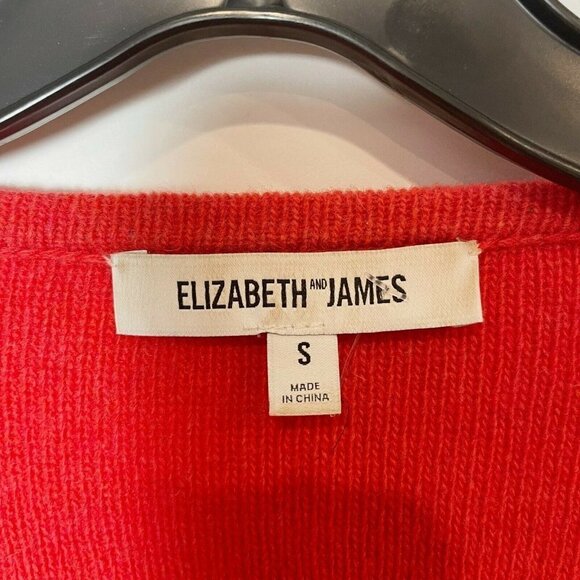 ELIZABETH AND JAMES
S
MADE
IN CHINA